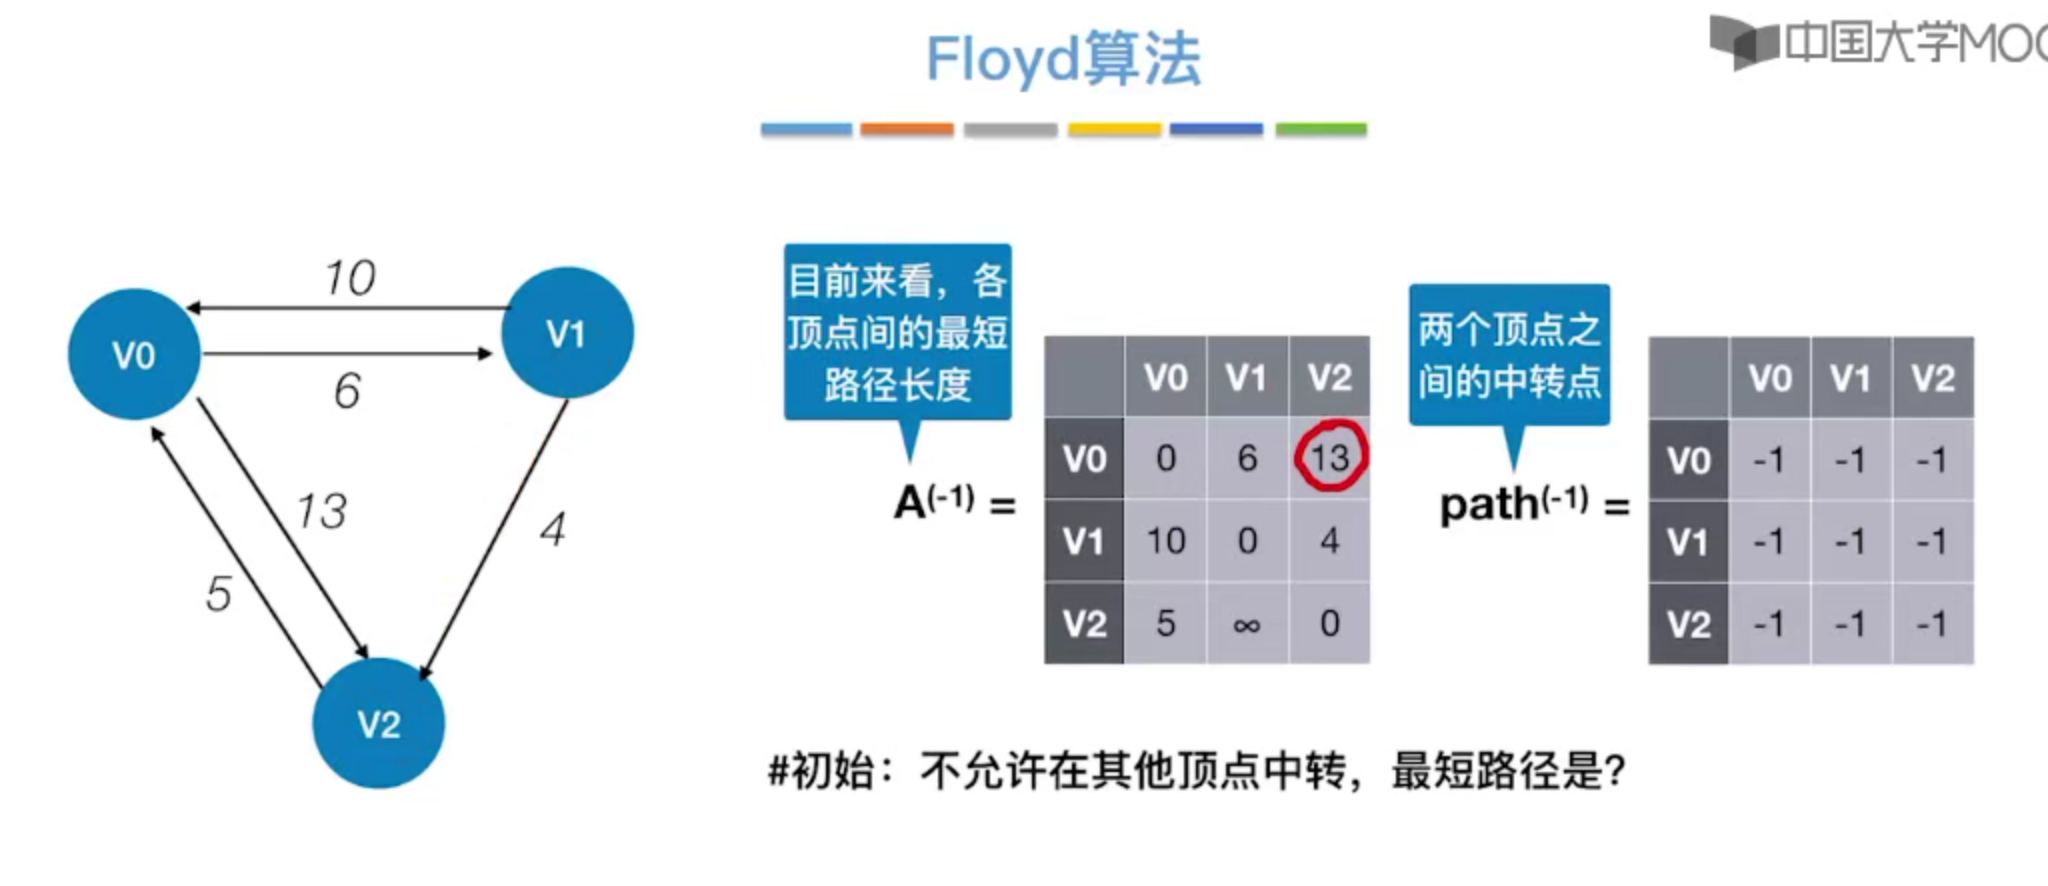 Floyd算法
中国大学MOO
10
V0
V1
6
13
4
5
V2
目前来看，各
顶点间的最短
路径长度
A(-1) =
V0 V1 V2
V0 0 6 13
V1 10 0 4
V2 5 ∞ 0
两个顶点之
间的中转点
path(-1) =
V0 V1 V2
V0 -1 -1 -1
V1 -1 -1 -1
V2 -1 -1 -1
#初始：不允许在其他顶点中转，最短路径是?